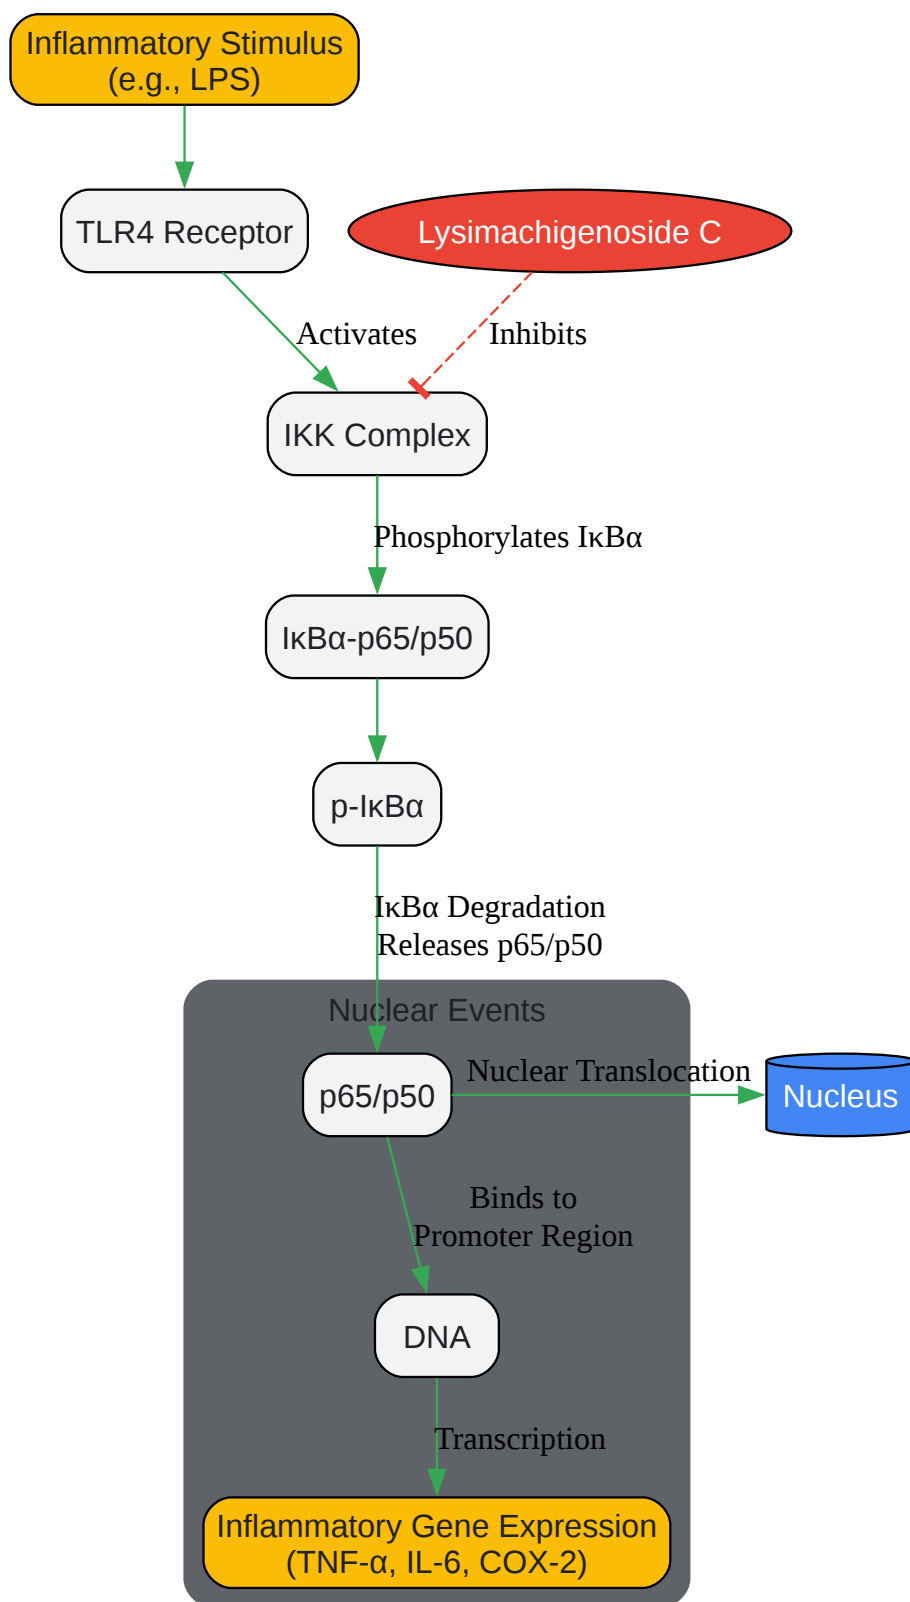 Inflammatory Stimulus
(e.g., LPS)
TLR4 Receptor
Lysimachigenoside C
Activates
Inhibits
IKK Complex
Phosphorylates IκBα
IκBα-p65/p50
p-IκBα
IκBα Degradation
Releases p65/p50
Nuclear Events
p65/p50
Nuclear Translocation
Nucleus
Binds to
Promoter Region
DNA
Transcription
Inflammatory Gene Expression
(TNF-α, IL-6, COX-2)